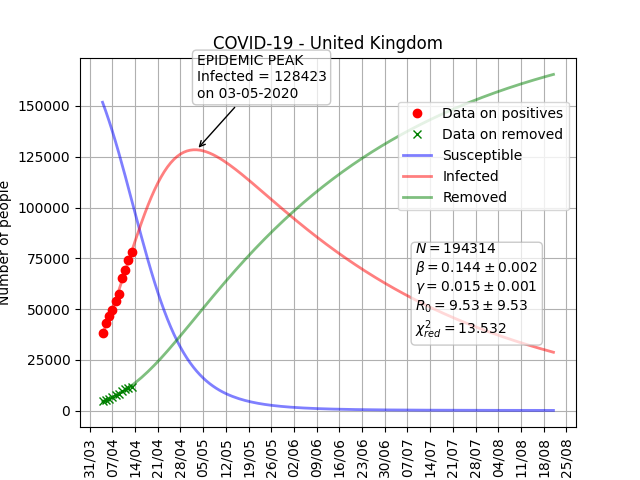 COVID-19 - United Kingdom
EPIDEMIC PEAK
Infected = 128423
on 03-05-2020
Data on positives
Data on removed
Susceptible
Infected
Removed
N = 194314
β = 0.144 ± 0.002
γ = 0.015 ± 0.001
R₀ = 9.53 ± 9.53
χ²red = 13.532
Number of people
150000
125000
100000
75000
50000
25000
0
31/03
07/04
14/04
21/04
28/04
05/05
12/05
19/05
26/05
02/06
09/06
16/06
23/06
30/06
07/07
14/07
21/07
28/07
04/08
11/08
18/08
25/08